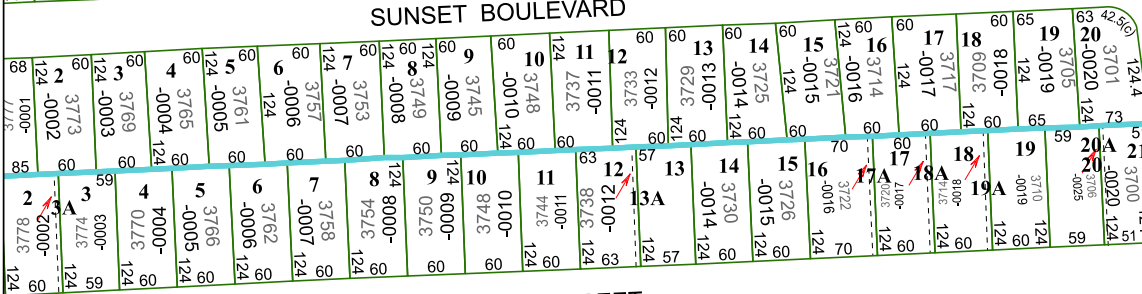 SUNSET BOULEVARD
68 124 2 60 -0002 3773 -0001
124 3 60 -0003 3769
4 60 -0004 3765 124
5 60 -0005 3761 124
6 60 -0006 3757 124
7 60 -0007 3753 124
124 60 8 -0008 3749
124 9 60 -0009 3745
60 10 -0010 3748 124
124 11 -0011 3737 60
12 60 -0012 3733 124 60
13 60 -0013 3729 124 60
14 60 -0014 3725 124 60
15 60 -0015 3721 124 60
124 60 16 -0016 3714 60
60 17 -0017 3717 124 60
18 60 -0018 3709 124 60
65 19 -0019 3705 124 65
63 20 42.5(c) -0020 3701 124.4 124 73
85 2 3A -0002 3778 124 60
59 3 3774 124 59
4 3770 -0004 124 60
5 3766 -0005 124 60
6 3762 -0006 124 60
7 3758 -0007 124 60
8 3754 -0008 124 60
9 3750 -0009 124 60
10 3748 -0010 60
11 3744 -0011 124 60
63 12 3738 -0012 124 63
57 13 13A 124 57
14 3730 -0014 124 60
15 3726 -0015 60
70 16 3722 -0016 124 70
60 17 17A 3720 -0017 124 60
18 18A 3714 -0018 124 60
19 19A 3710 -0019 124 60 124
59 20A 20 3706 -0025 59
21 3700 -0020 124 51